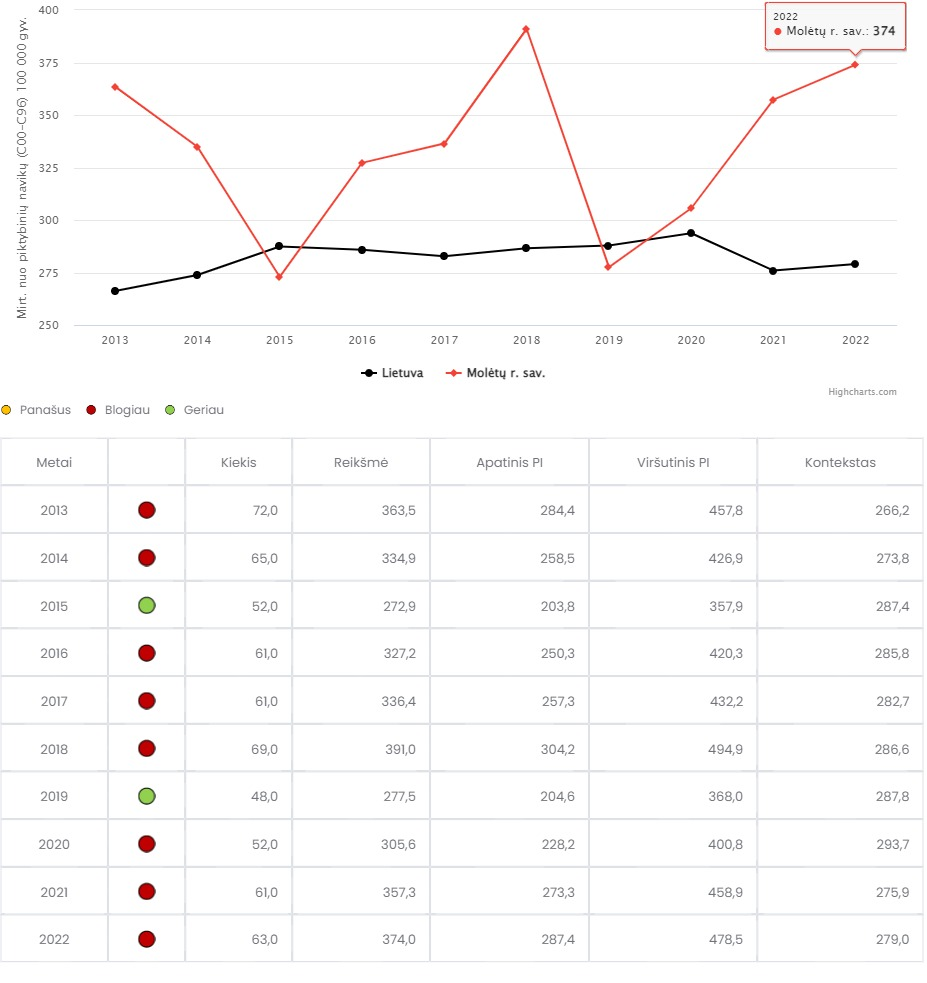 400
375
350
325
300
275
250
Mirt. nuo piktybinių navikų (C00-C96) 100 000 gyv.
2022
Molėtų r. sav.: 374
2013 2014 2015 2016 2017 2018 2019 2020 2021 2022
Lietuva Molėtų r. sav.
Highcharts.com
Panašus Blogiau Geriau
Metai Kiekis Reikšmė Apatinis PI Viršutinis PI Kontekstas
2013 72,0 363,5 284,4 457,8 266,2
2014 65,0 334,9 258,5 426,9 273,8
2015 52,0 272,9 203,8 357,9 287,4
2016 61,0 327,2 250,3 420,3 285,8
2017 61,0 336,4 257,3 432,2 282,7
2018 69,0 391,0 304,2 494,9 286,6
2019 48,0 277,5 204,6 368,0 287,8
2020 52,0 305,6 228,2 400,8 293,7
2021 61,0 357,3 273,3 458,9 275,9
2022 63,0 374,0 287,4 478,5 279,0